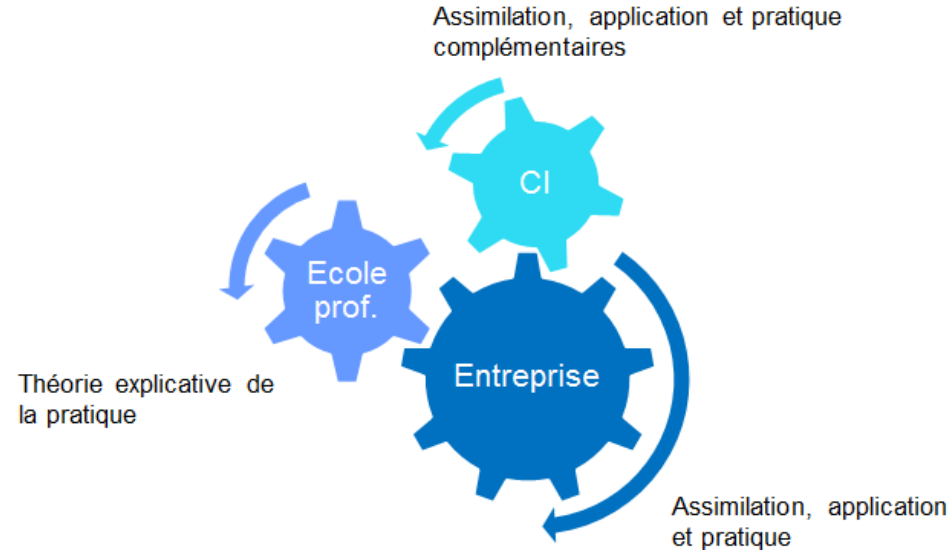 Assimilation, application et pratique
complémentaires
CI
Ecole
prof.
Entreprise
Théorie explicative de
la pratique
Assimilation, application
et pratique